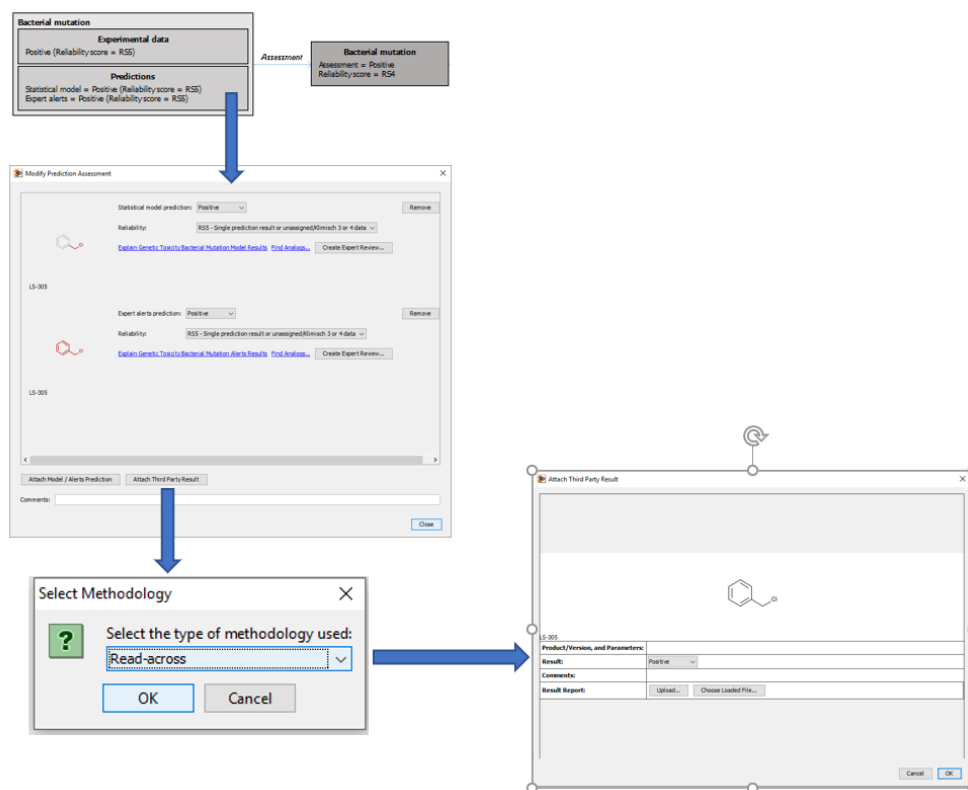 Bacterial mutation
Experimental data
Positive (Reliability score = RS5)
Predictions
Statistical model = Positive (Reliability score = RS5)
Expert alerts = Positive (Reliability score = RS5)
Assessment
Bacterial mutation
Assessment = Positive
Reliability score = RS4
Modify Prediction Assessment
Statistical model prediction: Positive Remove
Reliability: RS5 - Single prediction result or unassigned/Klimisch 3 or 4 data
Explain Genetic Toxicity Bacterial Mutation Model Results Find Analogs... Create Expert Review...
LS-305
Expert alerts prediction: Positive Remove
Reliability: RS5 - Single prediction result or unassigned/Klimisch 3 or 4 data
Explain Genetic Toxicity Bacterial Mutation Alerts Results Find Analogs... Create Expert Review...
LS-305
Attach Model / Alerts Prediction Attach Third Party Result
Comments:
Close
Select Methodology
Select the type of methodology used:
Read-across
OK Cancel
Attach Third Party Result
Cl
LS-305
Product/Version, and Parameters:
Result: Positive
Comments:
Result Report: Upload... Choose Loaded File...
Cancel OK